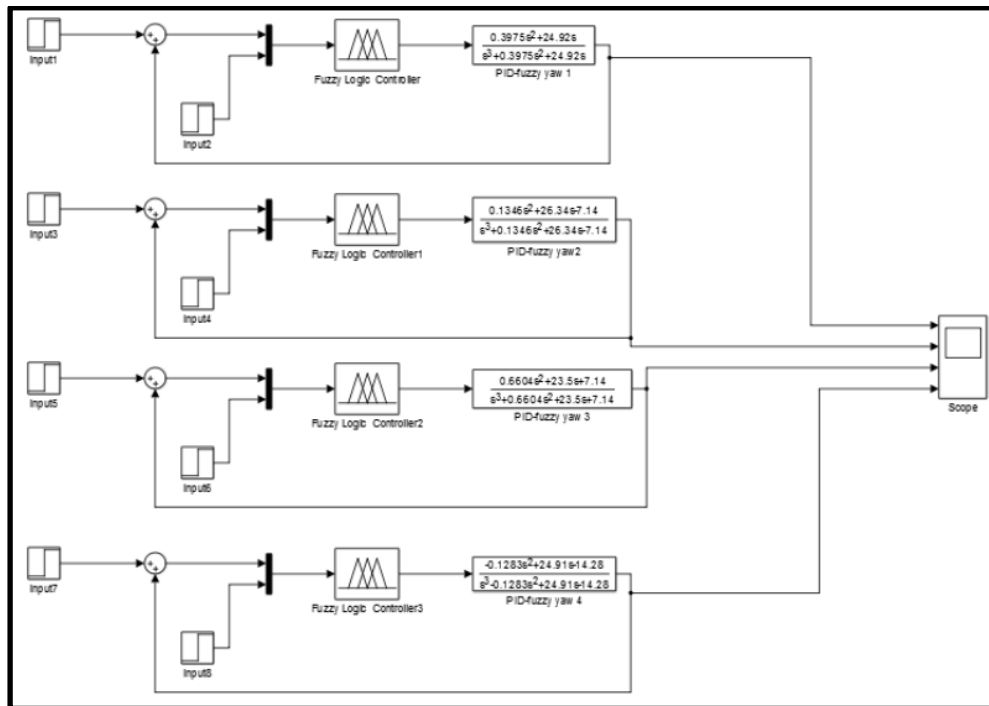 Input1
+
+
Input2
Fuzzy Logic Controller
0.3975s²+24.92s
s³+0.3975s²+24.92s
PID-fuzzy yaw 1
Input3
+
+
Input4
Fuzzy Logic Controller1
0.1346s²+26.34s-7.14
s³+0.1346s²+26.34s-7.14
PID-fuzzy yaw2
Input5
+
+
Input6
Fuzzy Logic Controller2
0.6604s²+23.5s+7.14
s³+0.6604s²+23.5s+7.14
PID-fuzzy yaw 3
Scope
Input7
+
+
Input8
Fuzzy Logic Controller3
-0.1283s²+24.91s-14.28
s³-0.1283s²+24.91s-14.28
PID-fuzzy yaw 4